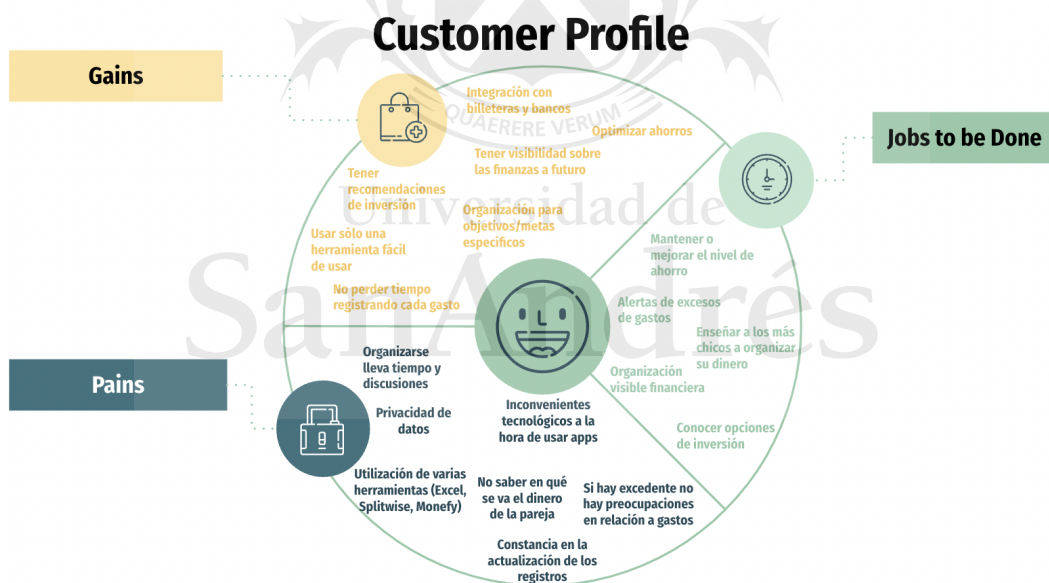 Customer Profile
Gains
Integración con
billeteras y bancos
QUAERERE VERUM
Optimizar ahorros
Jobs to be Done
Tener visibilidad sobre
las finanzas a futuro
Tener
recomendaciones
de inversión
Universidad de
SanAndrés
Organización para
objetivos/metas
específicos
Usar sólo una
herramienta fácil
de usar
No perder tiempo
registrando cada gasto
Mantener o
mejorar el nivel de
ahorro
Alertas de excesos
de gastos
Enseñar a los más
chicos a organizar
su dinero
Organización
visible financiera
Conocer opciones
de inversión
Pains
Organizarse
lleva tiempo y
discusiones
Privacidad de
datos
Inconvenientes
tecnológicos a la
hora de usar apps
Utilización de varias
herramientas (Excel,
Splitwise, Monefy)
No saber en qué
se va el dinero
de la pareja
Si hay excedente no
hay preocupaciones
en relación a gastos
Constancia en la
actualización de los
registros